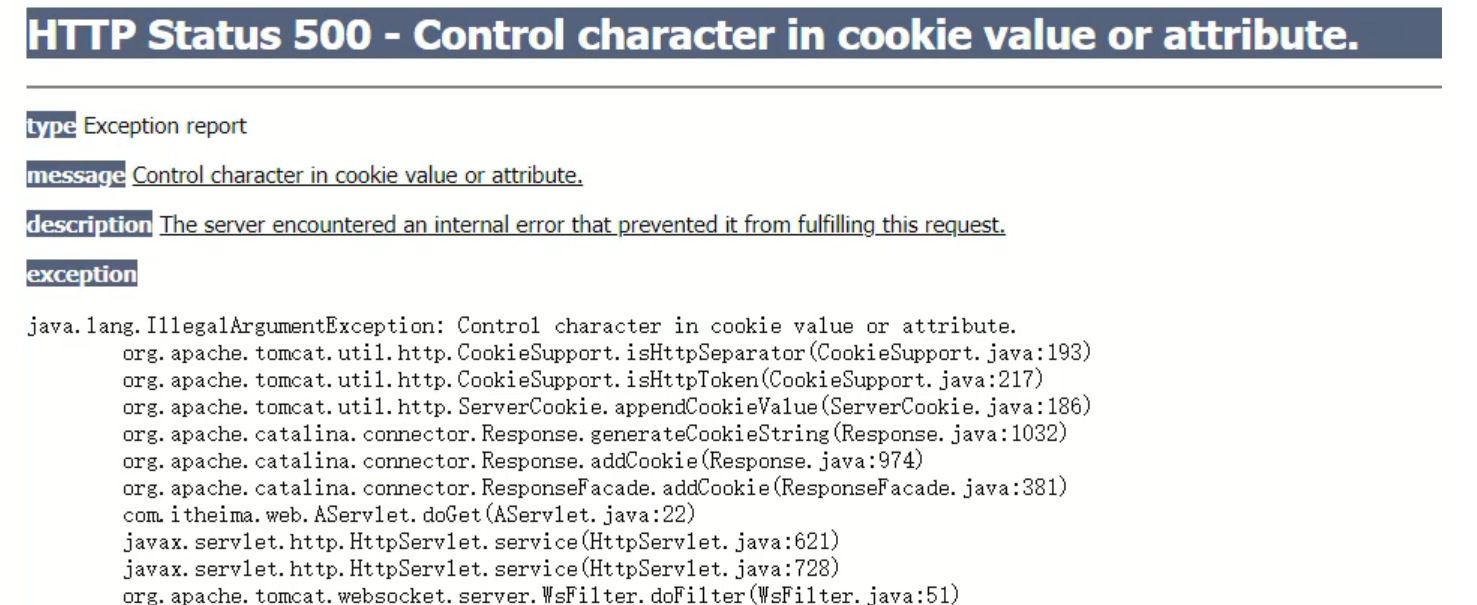 HTTP Status 500 - Control character in cookie value or attribute.
type Exception report
message Control character in cookie value or attribute.
description The server encountered an internal error that prevented it from fulfilling this request.
exception
java.lang.IllegalArgumentException: Control character in cookie value or attribute.
org.apache.tomcat.util.http.CookieSupport.isHttpSeparator(CookieSupport.java:193)
org.apache.tomcat.util.http.CookieSupport.isHttpToken(CookieSupport.java:217)
org.apache.tomcat.util.http.ServerCookie.appendCookieValue(ServerCookie.java:186)
org.apache.catalina.connector.Response.generateCookieString(Response.java:1032)
org.apache.catalina.connector.Response.addCookie(Response.java:974)
org.apache.catalina.connector.ResponseFacade.addCookie(ResponseFacade.java:381)
com.itheima.web.AServlet.doGet(AServlet.java:22)
javax.servlet.http.HttpServlet.service(HttpServlet.java:621)
javax.servlet.http.HttpServlet.service(HttpServlet.java:728)
org.apache.tomcat.websocket.server.WsFilter.doFilter(WsFilter.java:51)